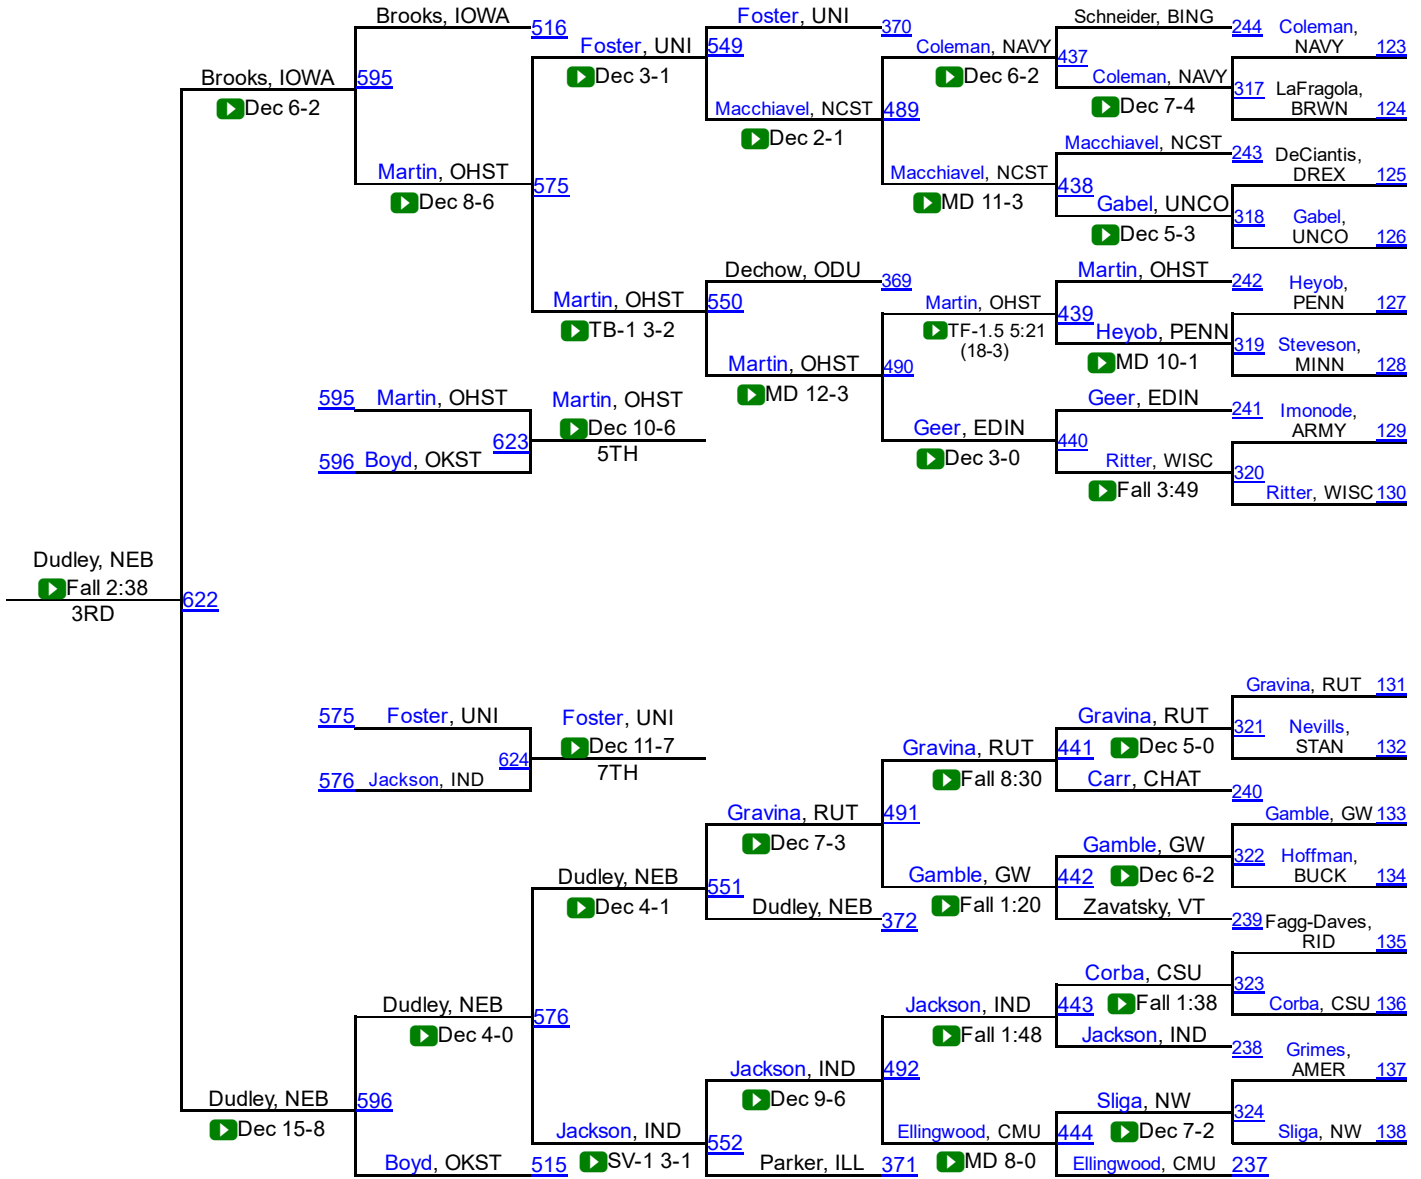 Brooks, IOWA
516
Foster, UNI
370
Schneider, BING
244
Coleman,
NAVY
123
Foster, UNI
549
Coleman, NAVY
437
Dec 3-1
Dec 6-2
Brooks, IOWA
595
Coleman, NAVY
317
LaFragola,
BRWN
124
Dec 6-2
Dec 7-4
Macchiavel, NCST
489
Dec 2-1
Macchiavel, NCST
243
DeCiantis,
DREX
125
Martin, OHST
575
Macchiavel, NCST
438
Dec 8-6
MD 11-3
Gabel, UNCO
318
Gabel,
UNCO
126
Dec 5-3
Dechow, ODU
369
Martin, OHST
242
Heyob,
PENN
127
Martin, OHST
550
Martin, OHST
439
TB-1 3-2
TF-1.5 5:21
(18-3)
Heyob, PENN
319
Steveson,
MINN
128
MD 10-1
Martin, OHST
490
MD 12-3
595
Martin, OHST
Martin, OHST
Geer, EDIN
241
Imonode,
ARMY
129
623
Dec 10-6
5TH
Geer, EDIN
440
Dec 3-0
596
Boyd, OKST
Ritter, WISC
320
Fall 3:49
Ritter, WISC
130
Dudley, NEB
Fall 2:38
3RD
622
Gravina, RUT
131
575
Foster, UNI
Foster, UNI
Gravina, RUT
321
Nevills,
STAN
132
624
Dec 11-7
7TH
Gravina, RUT
441
Dec 5-0
Fall 8:30
576
Jackson, IND
Carr, CHAT
240
Gamble, GW
133
Gravina, RUT
491
Dec 7-3
Gamble, GW
322
Hoffman,
BUCK
134
Dudley, NEB
551
Gamble, GW
442
Dec 6-2
Dec 4-1
Fall 1:20
Dudley, NEB
372
Zavatsky, VT
239
Fagg-Daves,
RID
135
Corba, CSU
323
Dudley, NEB
576
Jackson, IND
443
Fall 1:38
Corba, CSU
136
Dec 4-0
Fall 1:48
Jackson, IND
238
Grimes,
AMER
137
Jackson, IND
492
Dec 9-6
Dudley, NEB
596
Sliga, NW
324
Dec 15-8
Jackson, IND
552
Ellingwood, CMU
444
Dec 7-2
Sliga, NW
138
Boyd, OKST
515
SV-1 3-1
Parker, ILL
371
MD 8-0
Ellingwood, CMU
237